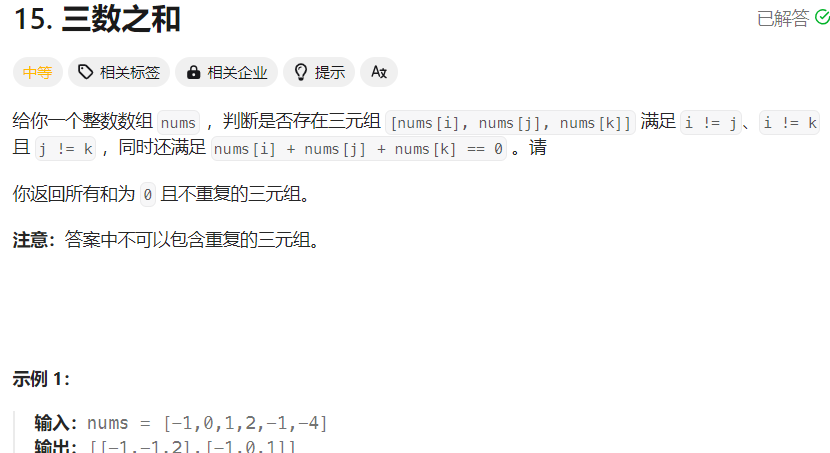 15. 三数之和
已解答
中等 相关标签 相关企业 提示
给你一个整数数组 nums ，判断是否存在三元组 [nums[i], nums[j], nums[k]] 满足 i != j、i != k
且 j != k ，同时还满足 nums[i] + nums[j] + nums[k] == 0 。请
你返回所有和为 0 且不重复的三元组。
注意：答案中不可以包含重复的三元组。
示例 1：
输入：nums = [-1,0,1,2,-1,-4]
输出：[[-1,-1,2],[-1,0,1]]